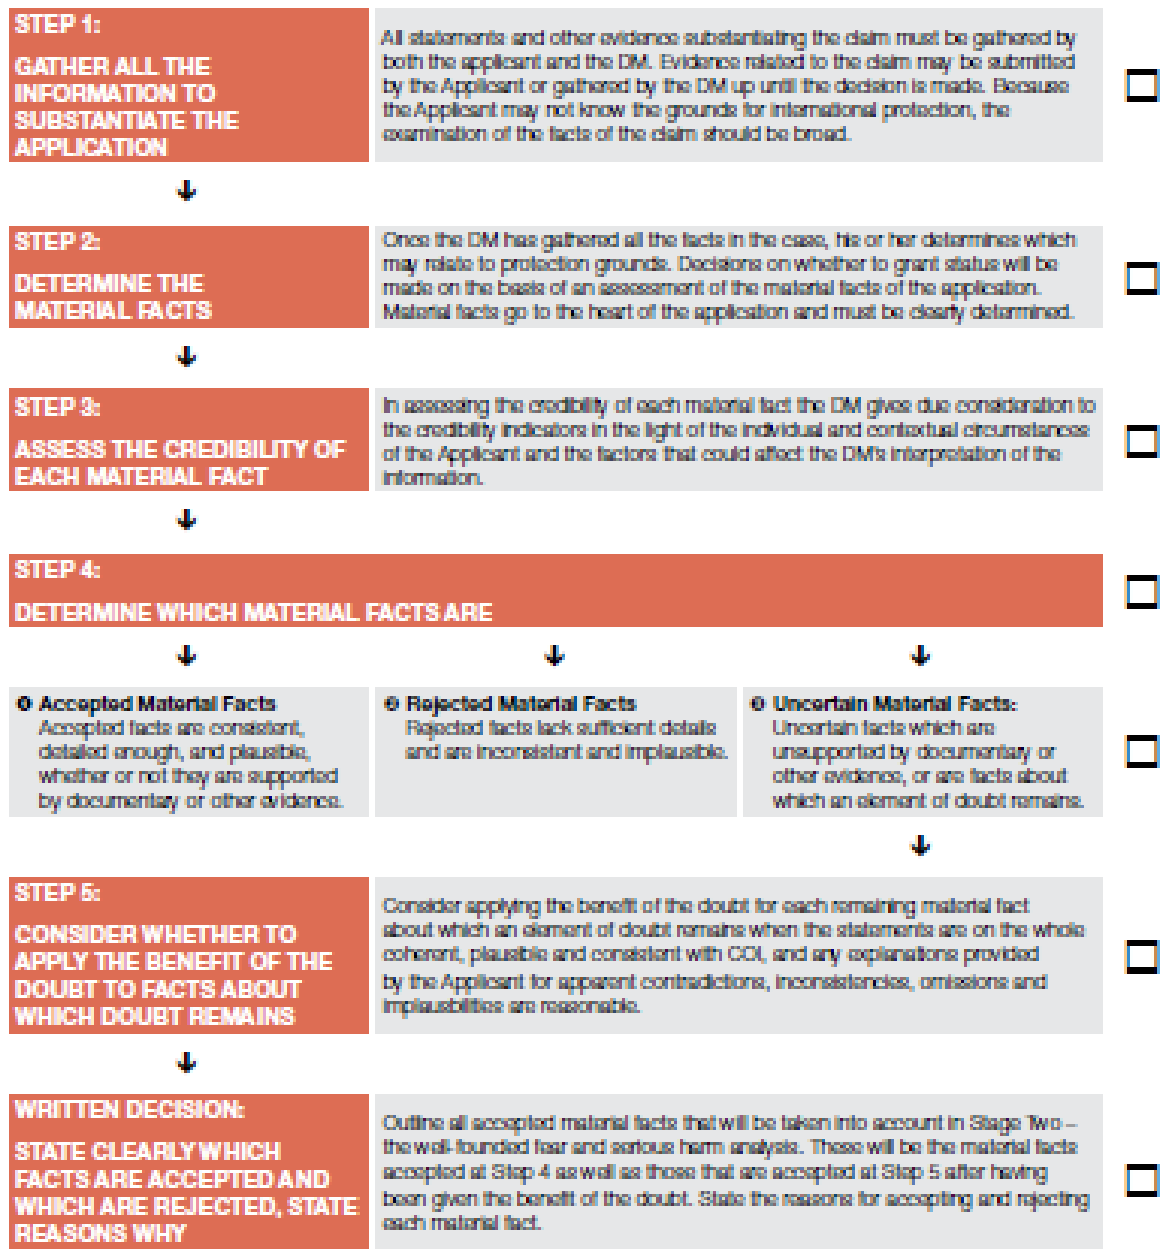 STEP 1:
GATHER ALL THE
INFORMATION TO
SUBSTANTIATE THE
APPLICATION
All statements and other evidence substantiating the claim must be gathered by
both the applicant and the DM. Evidence related to the claim may be submitted
by the Applicant or gathered by the DM up until the decision is made. Because
the Applicant may not know the grounds for international protection, the
examination of the facts of the claim should be broad.
STEP 2:
DETERMINE THE
MATERIAL FACTS
Once the DM has gathered all the facts in the case, his or her determines which
may relate to protection grounds. Decisions on whether to grant status will be
made on the basis of an assessment of the material facts of the application.
Material facts go to the heart of the application and must be clearly determined.
STEP 3:
ASSESS THE CREDIBILITY OF
EACH MATERIAL FACT
In assessing the credibility of each material fact the DM gives due consideration to
the credibility indicators in the light of the individual and contextual circumstances
of the Applicant and the factors that could affect the DM's interpretation of the
information.
STEP 4:
DETERMINE WHICH MATERIAL FACTS ARE
❶ Accepted Material Facts
Accepted facts are consistent,
detailed enough, and plausible,
whether or not they are supported
by documentary or other evidence.
❷ Rejected Material Facts
Rejected facts lack sufficient details
and are inconsistent and implausible.
❸ Uncertain Material Facts:
Uncertain facts which are
unsupported by documentary or
other evidence, or are facts about
which an element of doubt remains.
STEP 5:
CONSIDER WHETHER TO
APPLY THE BENEFIT OF THE
DOUBT TO FACTS ABOUT
WHICH DOUBT REMAINS
Consider applying the benefit of the doubt for each remaining material fact
about which an element of doubt remains when the statements are on the whole
coherent, plausible and consistent with COI, and any explanations provided
by the Applicant for apparent contradictions, inconsistencies, omissions and
implausibilities are reasonable.
WRITTEN DECISION:
STATE CLEARLY WHICH
FACTS ARE ACCEPTED AND
WHICH ARE REJECTED, STATE
REASONS WHY
Outline all accepted material facts that will be taken into account in Stage Two –
the well-founded fear and serious harm analysis. These will be the material facts
accepted at Step 4 as well as those that are accepted at Step 5 after having
been given the benefit of the doubt. State the reasons for accepting and rejecting
each material fact.